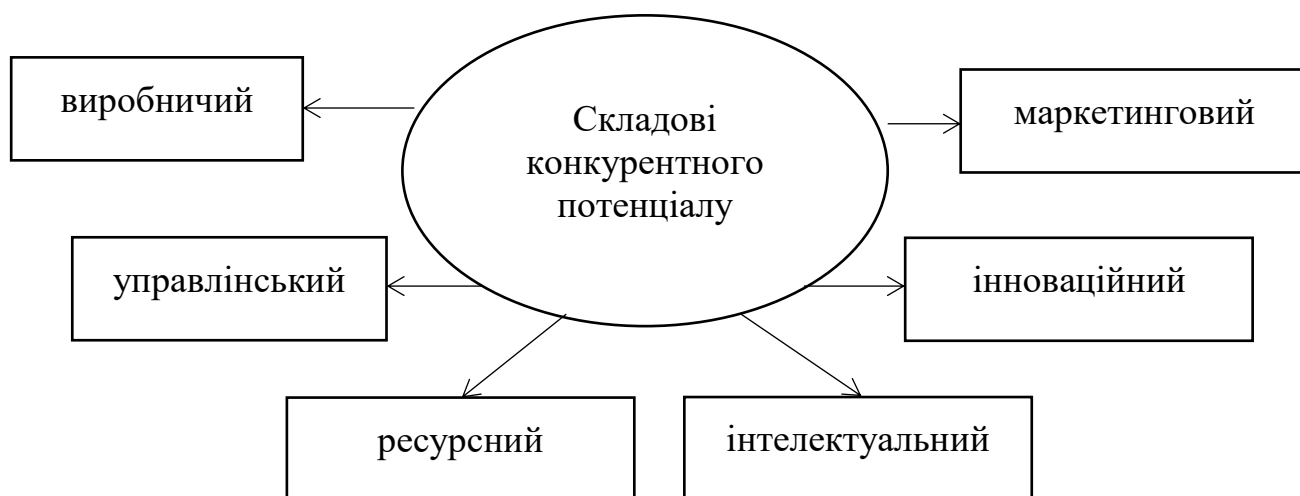 виробничий
Складові
конкурентного
потенціалу
маркетинговий
управлінський
інноваційний
ресурсний
інтелектуальний